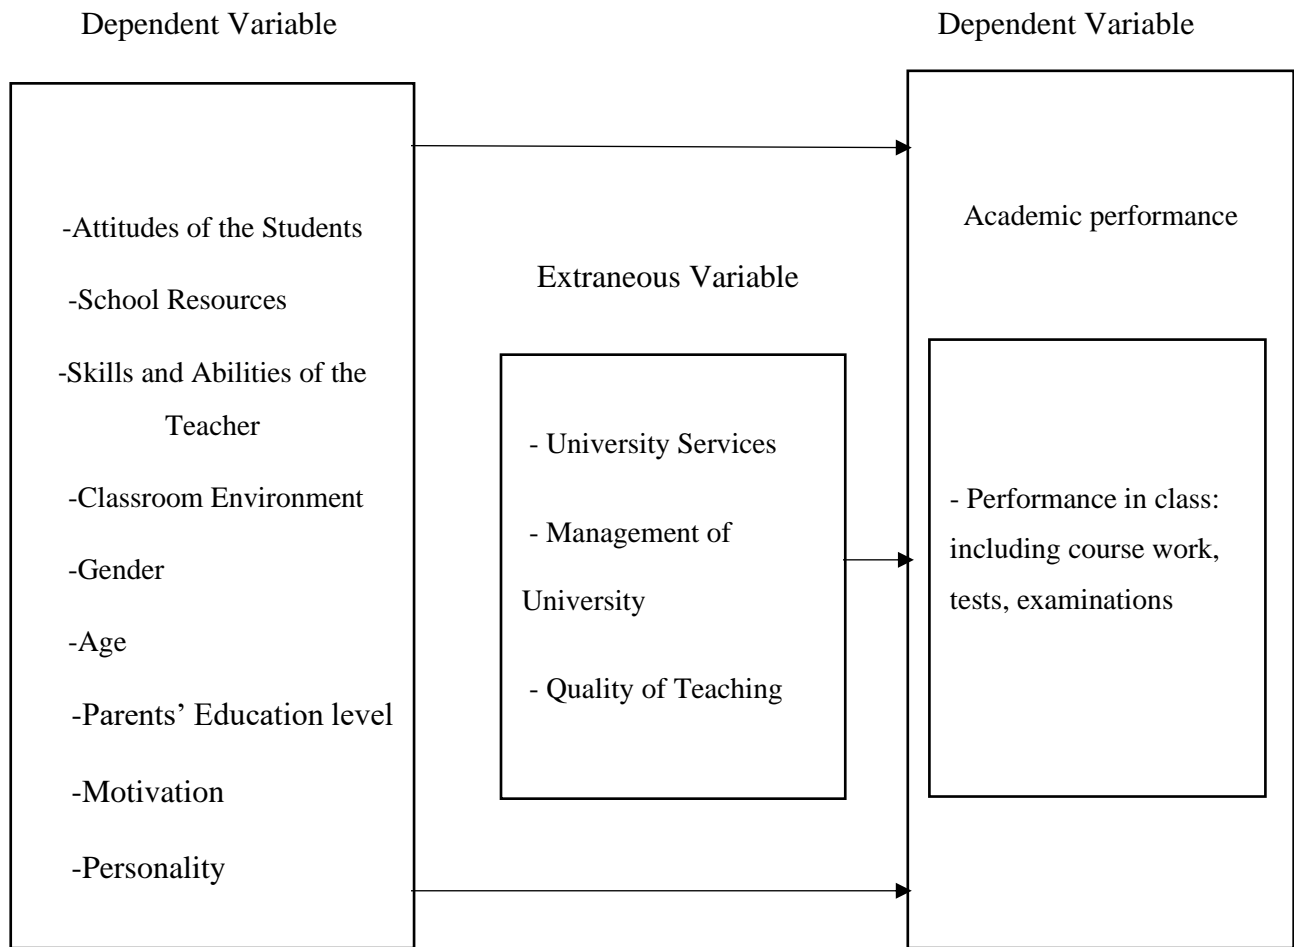 Dependent Variable
-Attitudes of the Students
-School Resources
-Skills and Abilities of the
Teacher
-Classroom Environment
-Gender
-Age
-Parents’ Education level
-Motivation
-Personality
Extraneous Variable
- University Services
- Management of
University
- Quality of Teaching
Dependent Variable
Academic performance
- Performance in class:
including course work,
tests, examinations